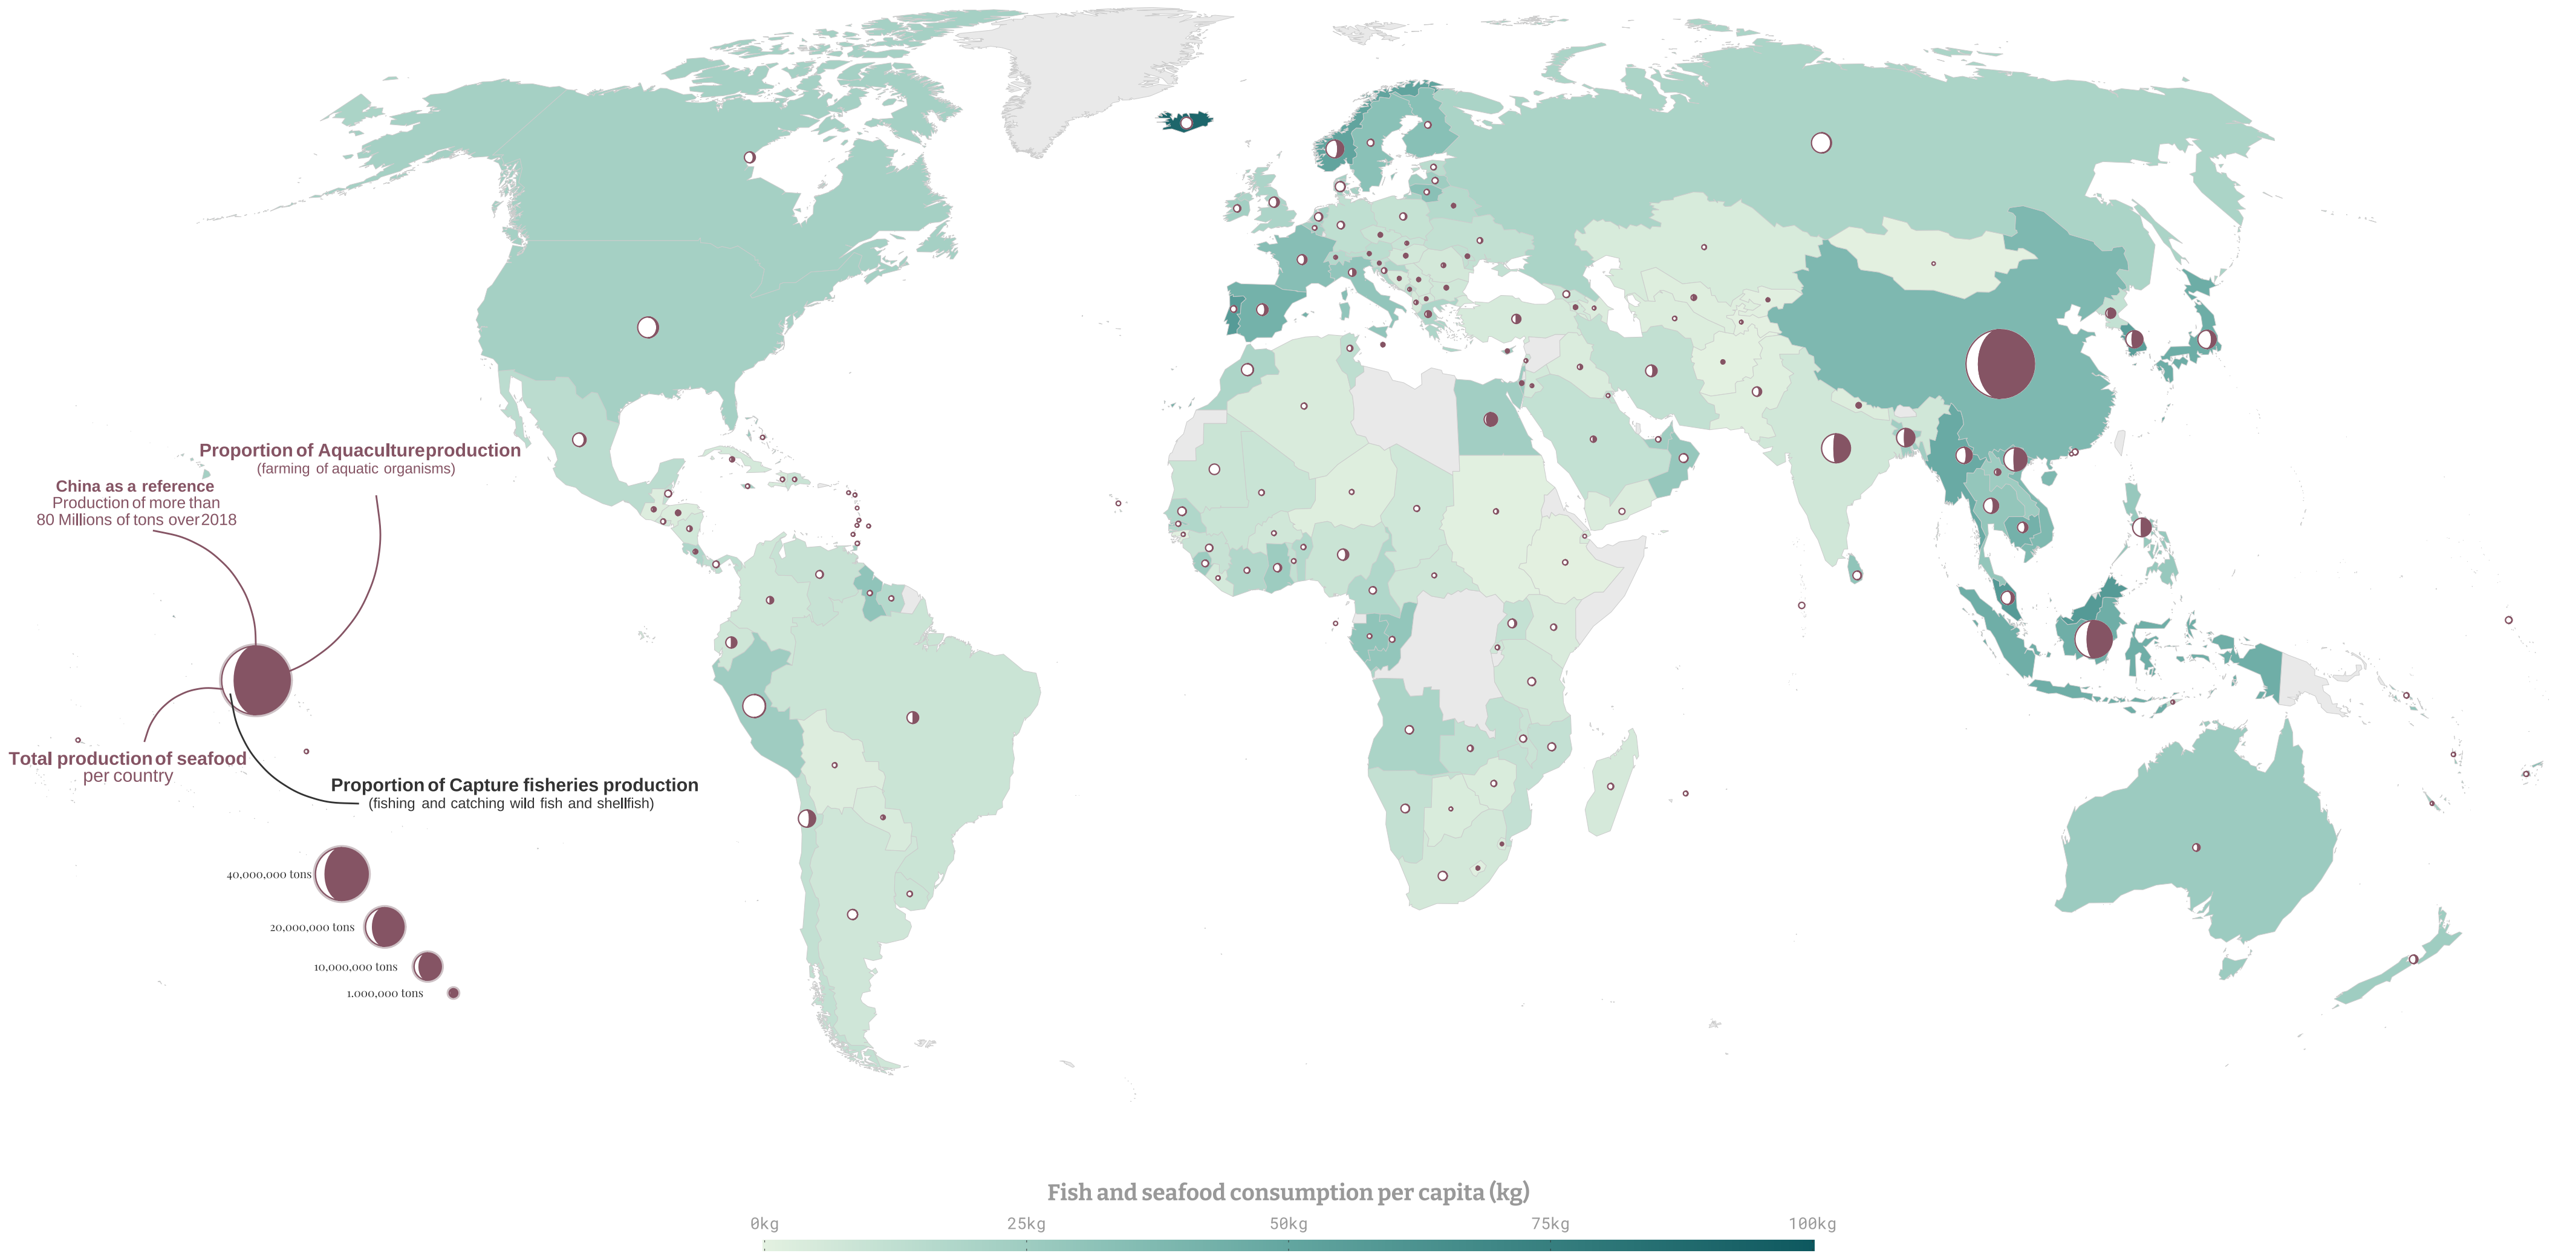 Proportion of Aquacultureproduction
(farming of aquatic organisms)
China as a reference
Production of more than
80 Millions of tons over2018
Total production of seafood
per country
Proportion of Capture fisheries production
(fishing and catching wild fish and shellfish)
40,000,000 tons
20,000,000 tons
10,000,000 tons
1.000,000 tons
Fish and seafood consumption per capita (kg)
0kg 25kg 50kg 75kg 100kg